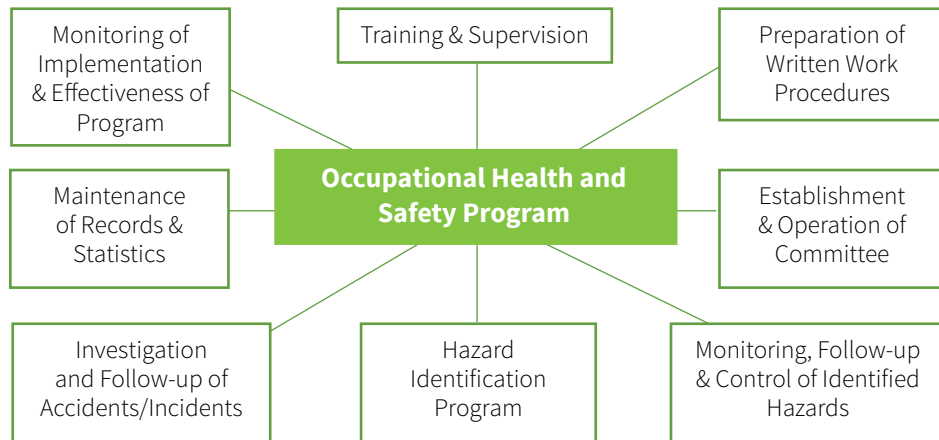 Monitoring of
Implementation
& Effectiveness of
Program
Training & Supervision
Preparation of
Written Work
Procedures
Occupational Health and
Safety Program
Maintenance
of Records &
Statistics
Establishment
& Operation of
Committee
Investigation
and Follow-up of
Accidents/Incidents
Hazard
Identification
Program
Monitoring, Follow-up
& Control of Identified
Hazards